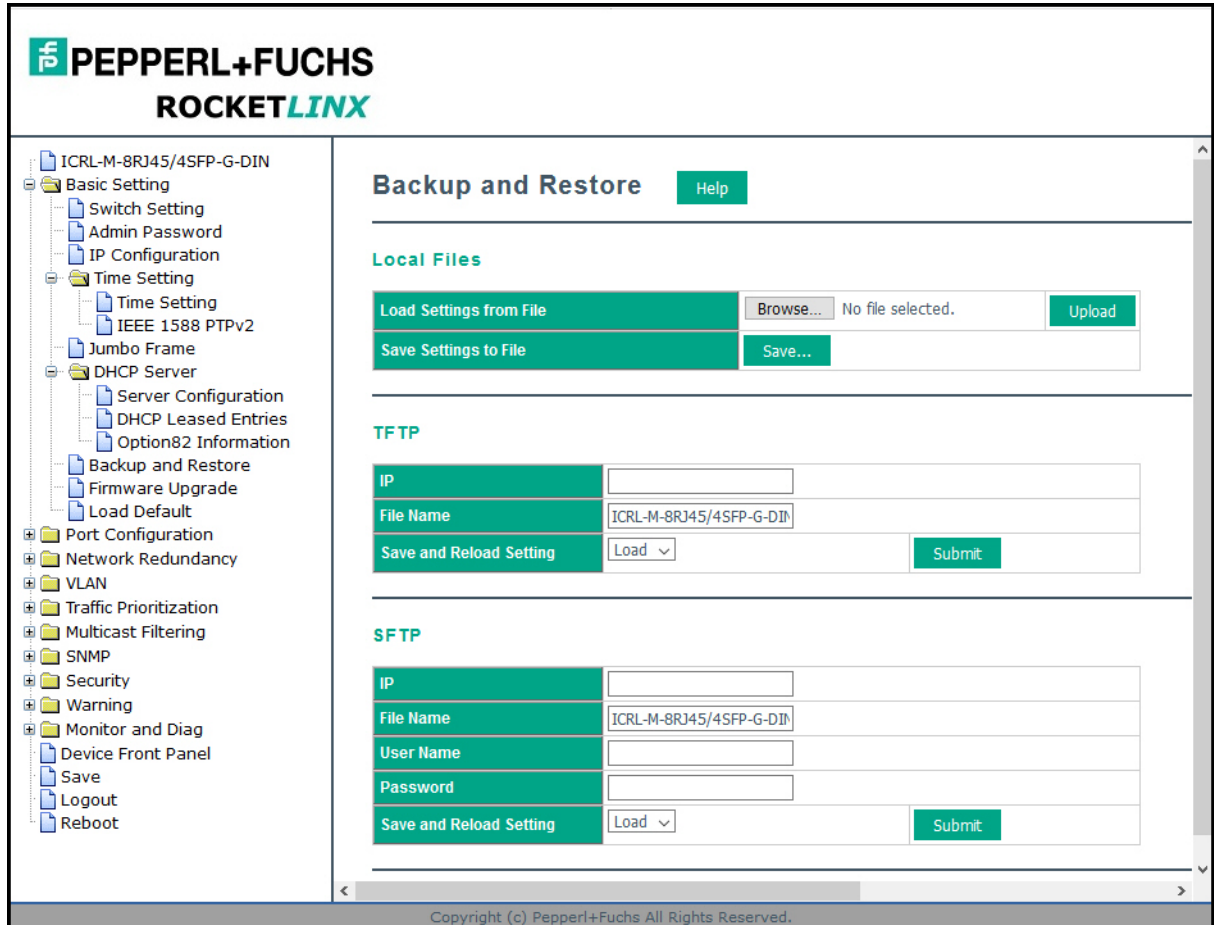 PEPPERL+FUCHS
ROCKETLINX
ICRL-M-8RJ45/4SFP-G-DIN
Basic Setting
Switch Setting
Admin Password
IP Configuration
Time Setting
Time Setting
IEEE 1588 PTPv2
Jumbo Frame
DHCP Server
Server Configuration
DHCP Leased Entries
Option82 Information
Backup and Restore
Firmware Upgrade
Load Default
Port Configuration
Network Redundancy
VLAN
Traffic Prioritization
Multicast Filtering
SNMP
Security
Warning
Monitor and Diag
Device Front Panel
Save
Logout
Reboot
Backup and Restore Help
Local Files
Load Settings from File Browse... No file selected. Upload
Save Settings to File Save...
TFTP
IP
File Name ICRL-M-8RJ45/4SFP-G-DIN
Save and Reload Setting Load Submit
SFTP
IP
File Name ICRL-M-8RJ45/4SFP-G-DIN
User Name
Password
Save and Reload Setting Load Submit
Copyright (c) Pepperl+Fuchs All Rights Reserved.